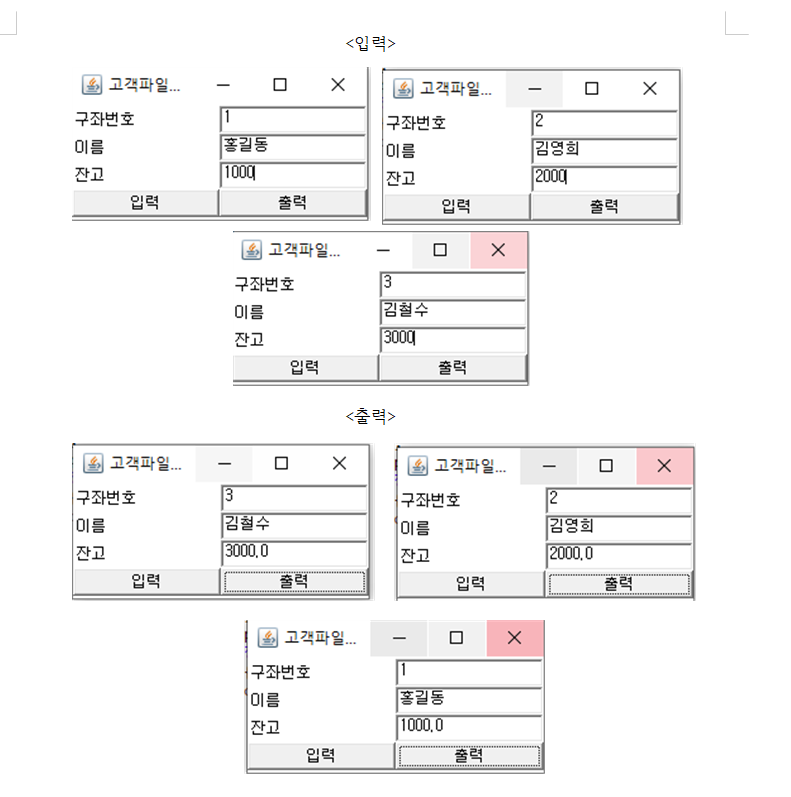 <입력>
고객파일...
구좌번호 1
이름 홍길동
잔고 1000
입력 출력
고객파일...
구좌번호 2
이름 김영희
잔고 2000
입력 출력
고객파일...
구좌번호 3
이름 김철수
잔고 3000
입력 출력
<출력>
고객파일...
구좌번호 3
이름 김철수
잔고 3000.0
입력 출력
고객파일...
구좌번호 2
이름 김영희
잔고 2000.0
입력 출력
고객파일...
구좌번호 1
이름 홍길동
잔고 1000.0
입력 출력